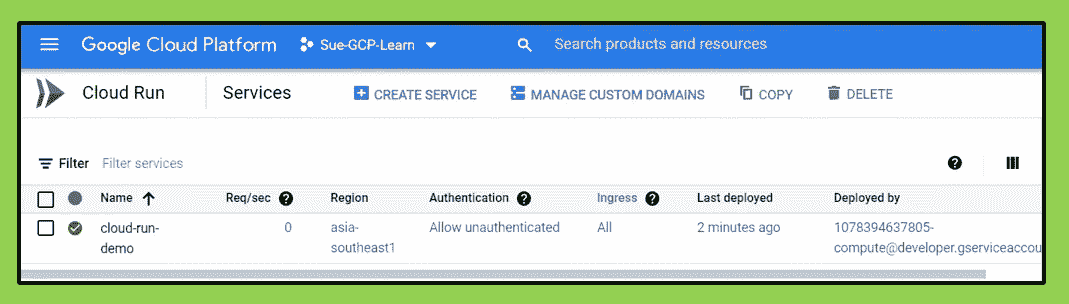 Google Cloud Platform Sue-GCP-Learn Search products and resources
Cloud Run Services CREATE SERVICE MANAGE CUSTOM DOMAINS COPY DELETE
Filter Filter services
Name Req/sec Region Authentication Ingress Last deployed Deployed by
cloud-run- 0 asia- Allow unauthenticated All 2 minutes ago 1078394637805-
demo southeast1 compute@developer.gserviceaccou